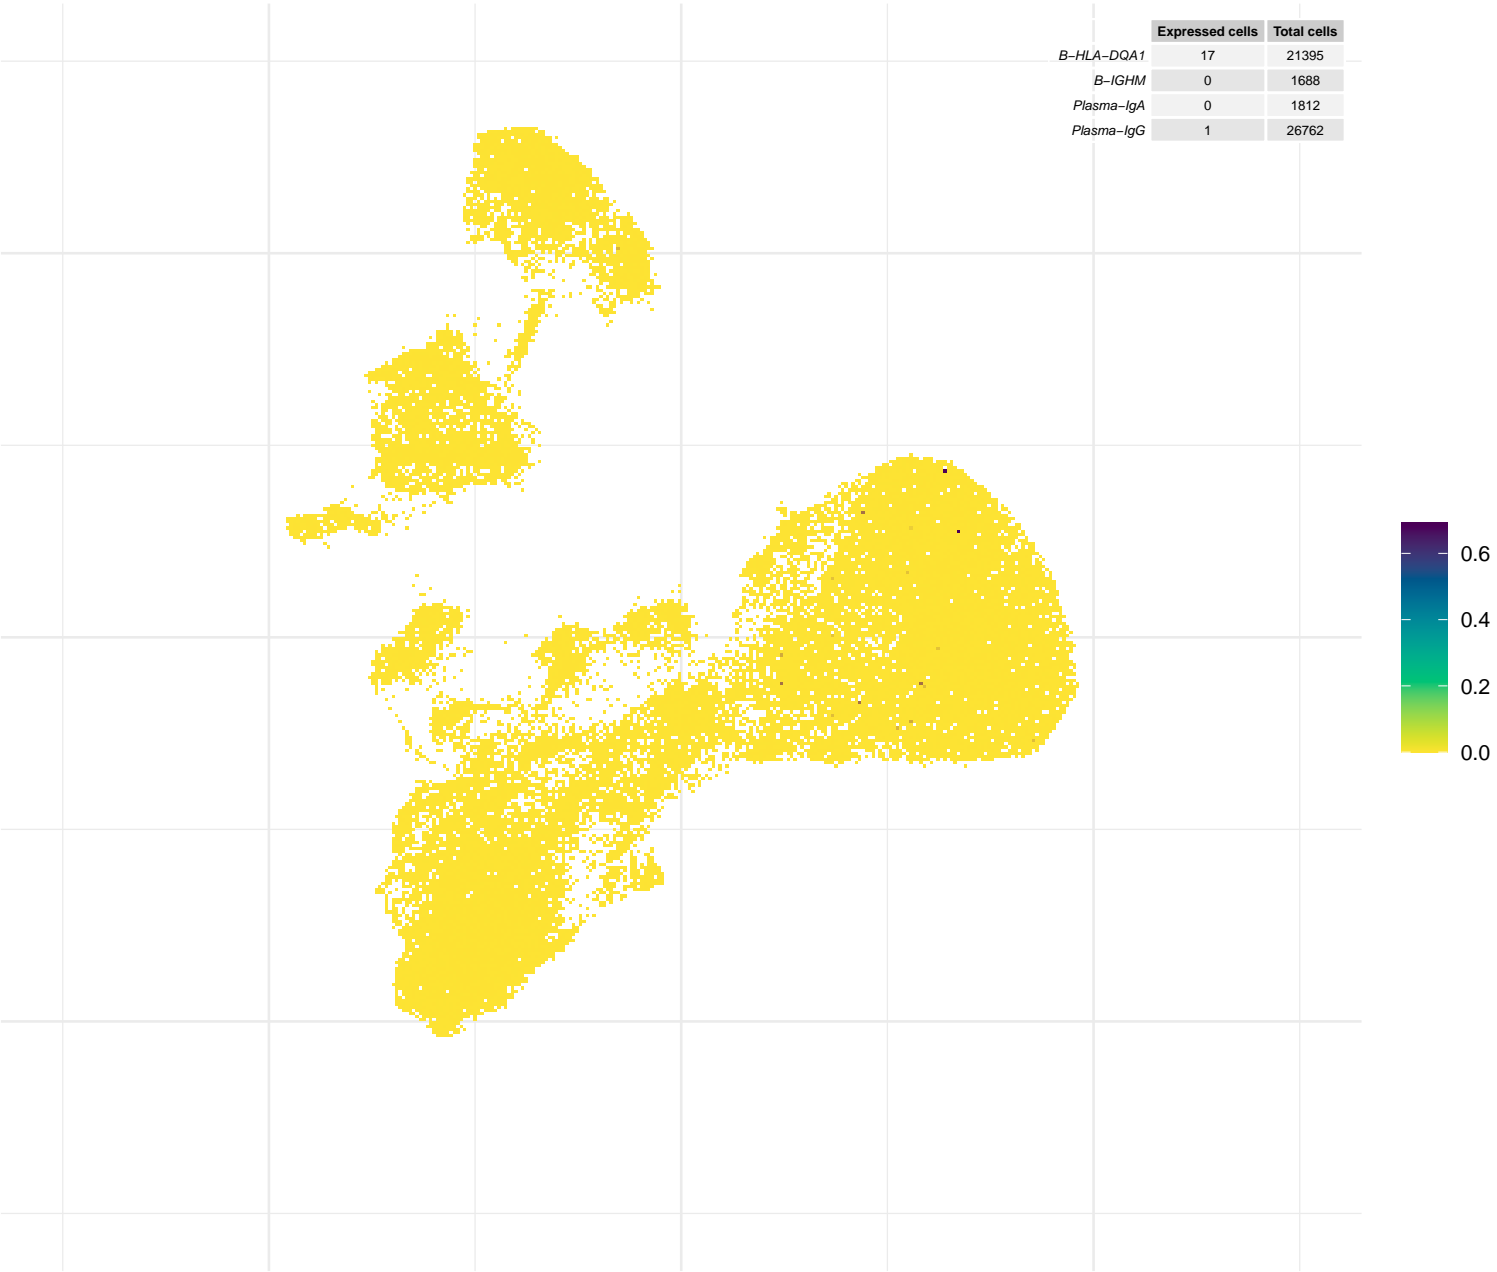 Expressed cells Total cells
B−HLA−DQA1 17 21395
B−IGHM 0 1688
Plasma−IgA 0 1812
Plasma−IgG 1 26762
0.6
0.4
0.2
0.0